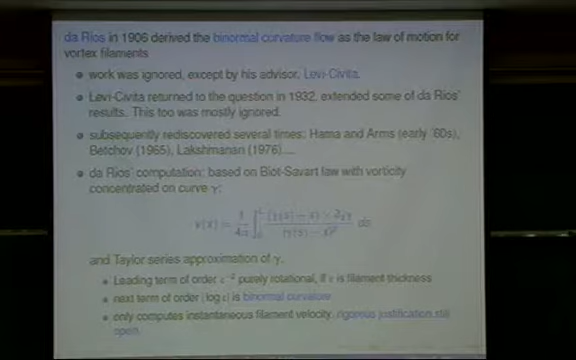 da Rios in 1906 derived the binormal curvature flow as the law of motion for
vortex filaments
work was ignored, except by his advisor, Levi-Civita.
Levi-Civita returned to the question in 1932, extended some of da Rios'
results. This too was mostly ignored.
subsequently rediscovered several times: Hama and Arms (early '60s),
Betchov (1965), Lakshmanan (1976)....
da Rios' computation: based on Biot-Savart law with vorticity
concentrated on curve γ:
and Taylor series approximation of γ.
Leading term of order ε⁻² purely rotational, if ε is filament thickness
next term of order |log ε| is binormal curvature
only computes instantaneous filament velocity, rigorous justification still
open.